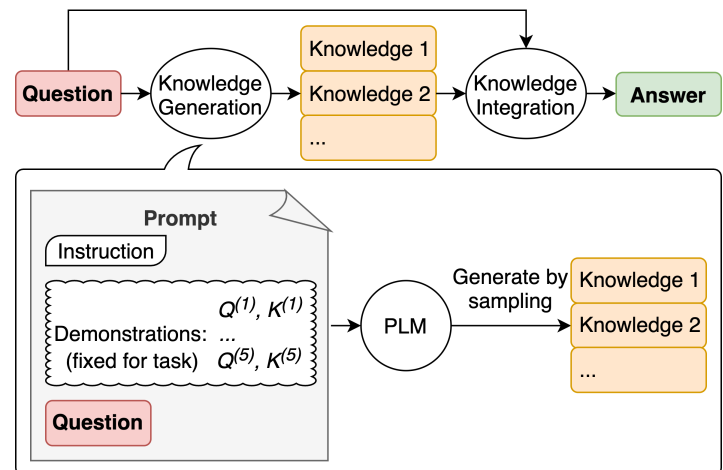 Question
Knowledge
Generation
Knowledge 1
Knowledge 2
...
Knowledge
Integration
Answer
Prompt
Instruction
Q(1), K(1)
Demonstrations: ...
(fixed for task) Q(5), K(5)
Question
PLM
Generate by
sampling
Knowledge 1
Knowledge 2
...